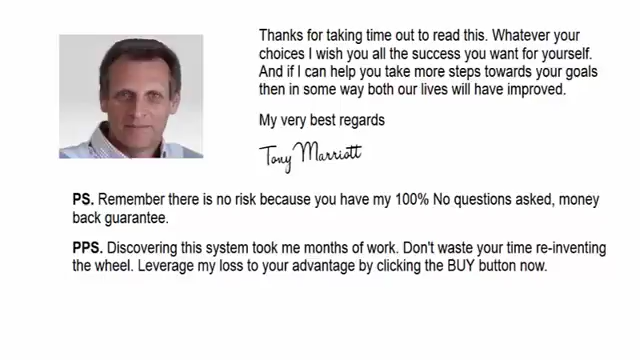 Thanks for taking time out to read this. Whatever your
choices I wish you all the success you want for yourself.
And if I can help you take more steps towards your goals
then in some way both our lives will have improved.
My very best regards
Tony Marriott
PS. Remember there is no risk because you have my 100% No questions asked, money
back guarantee.
PPS. Discovering this system took me months of work. Don't waste your time re-inventing
the wheel. Leverage my loss to your advantage by clicking the BUY button now.